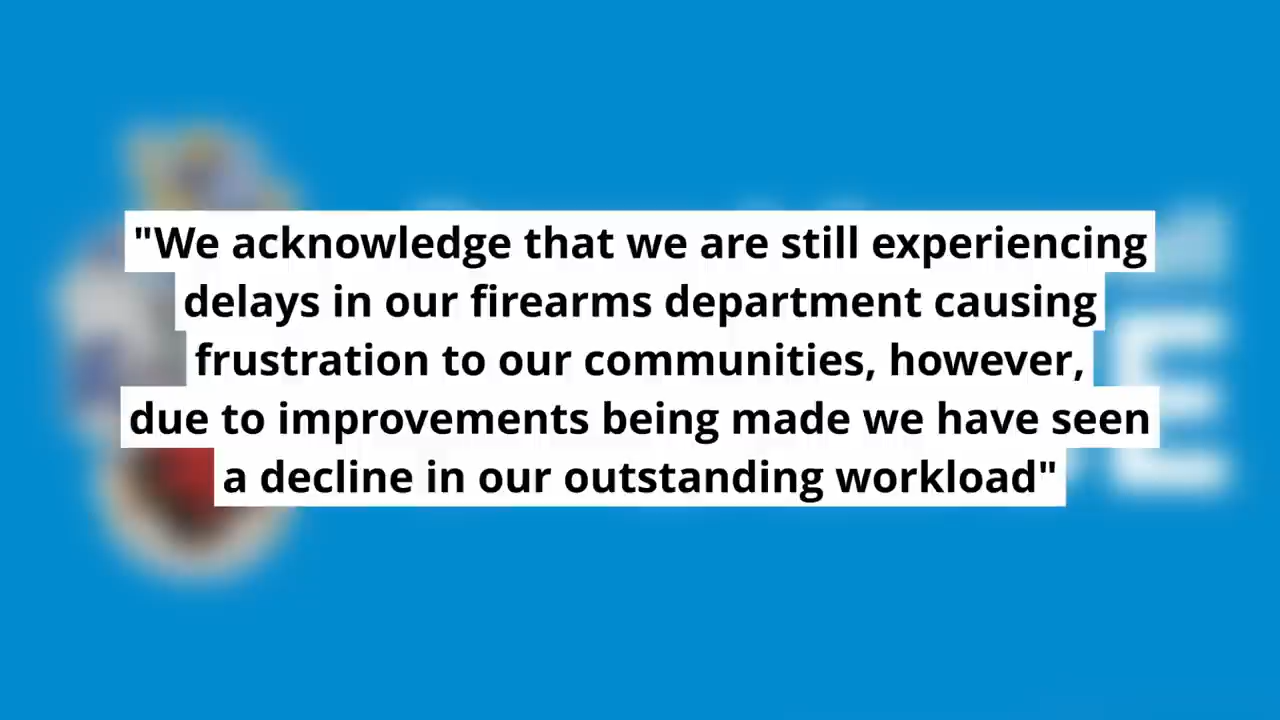 "We acknowledge that we are still experiencing
delays in our firearms department causing
frustration to our communities, however,
due to improvements being made we have seen
a decline in our outstanding workload"